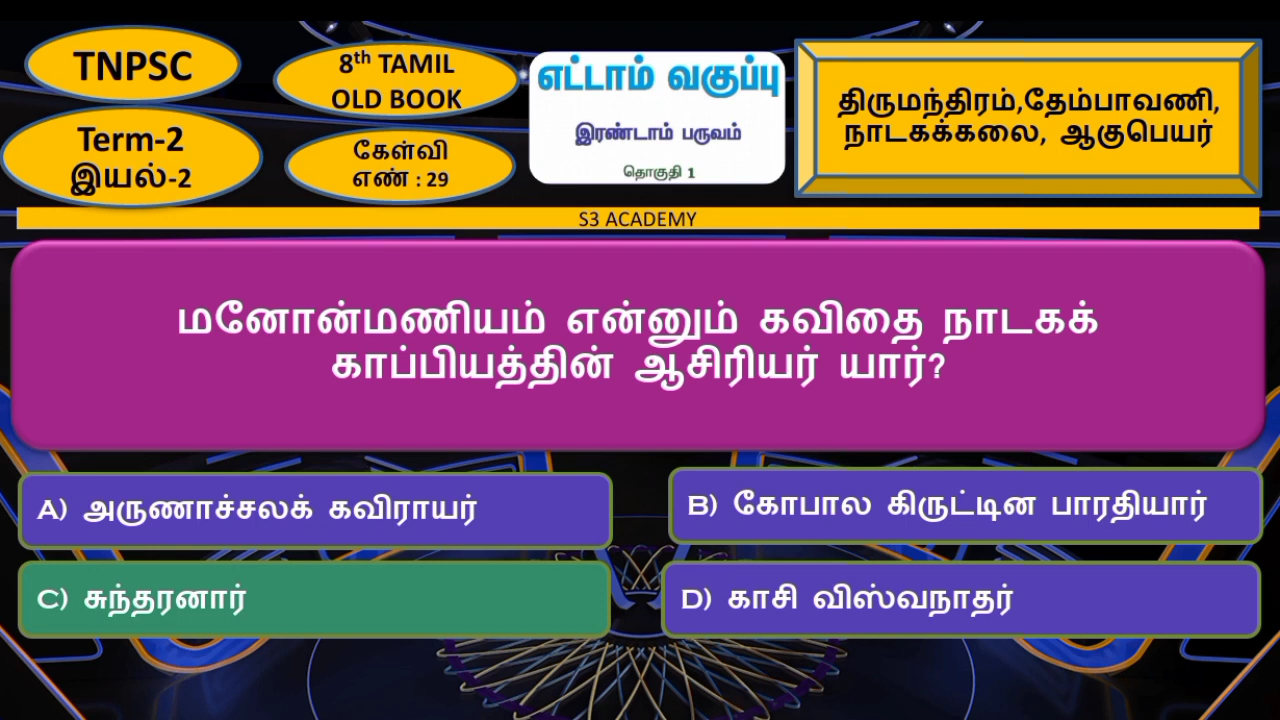 TNPSC
8th TAMIL
OLD BOOK
எட்டாம் வகுப்பு
இரண்டாம் பருவம்
தொகுதி 1
திருமந்திரம்,தேம்பாவணி,
நாடகக்கலை, ஆகுபெயர்
Term-2
இயல்-2
கேள்வி
எண் : 29
S3 ACADEMY
மனோன்மணியம் என்னும் கவிதை நாடகக்
காப்பியத்தின் ஆசிரியர் யார்?
A) அருணாச்சலக் கவிராயர்
B) கோபால கிருட்டின பாரதியார்
C) சுந்தரனார்
D) காசி விஸ்வநாதர்